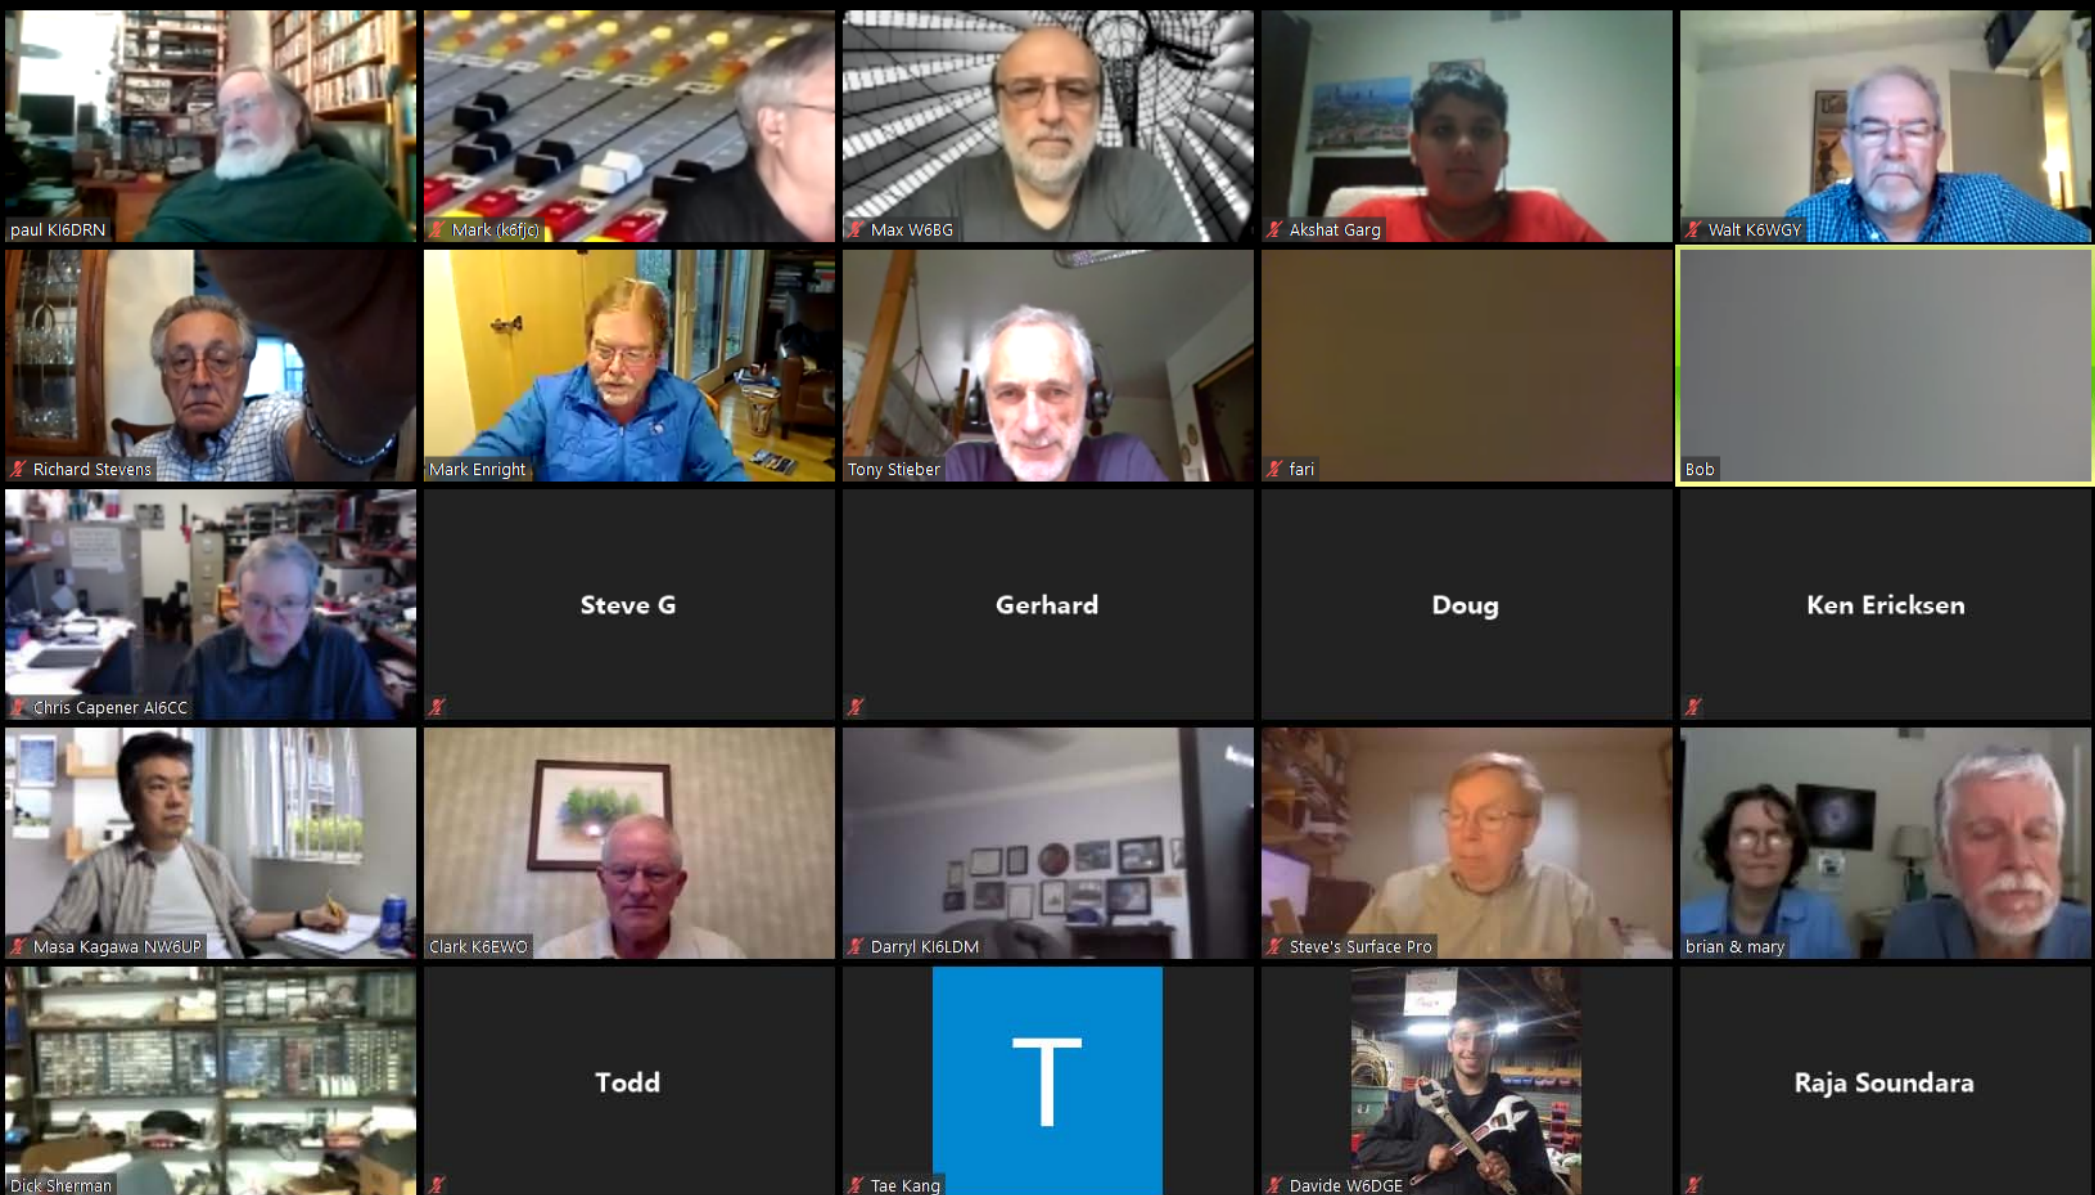 paul KI6DRN
Mark (k6fjc)
Max W6BG
Akshat Garg
Walt K6WGY
Richard Stevens
Mark Enright
Tony Stieber
fari
Bob
Chris Capener AI6CC
Steve G
Gerhard
Doug
Ken Ericksen
Masa Kagawa NW6UP
Clark K6EWO
Darryl KI6LDM
Steve's Surface Pro
brian & mary
Dick Sherman
Todd
T
Tae Kang
Davide W6DGE
Raja Soundara